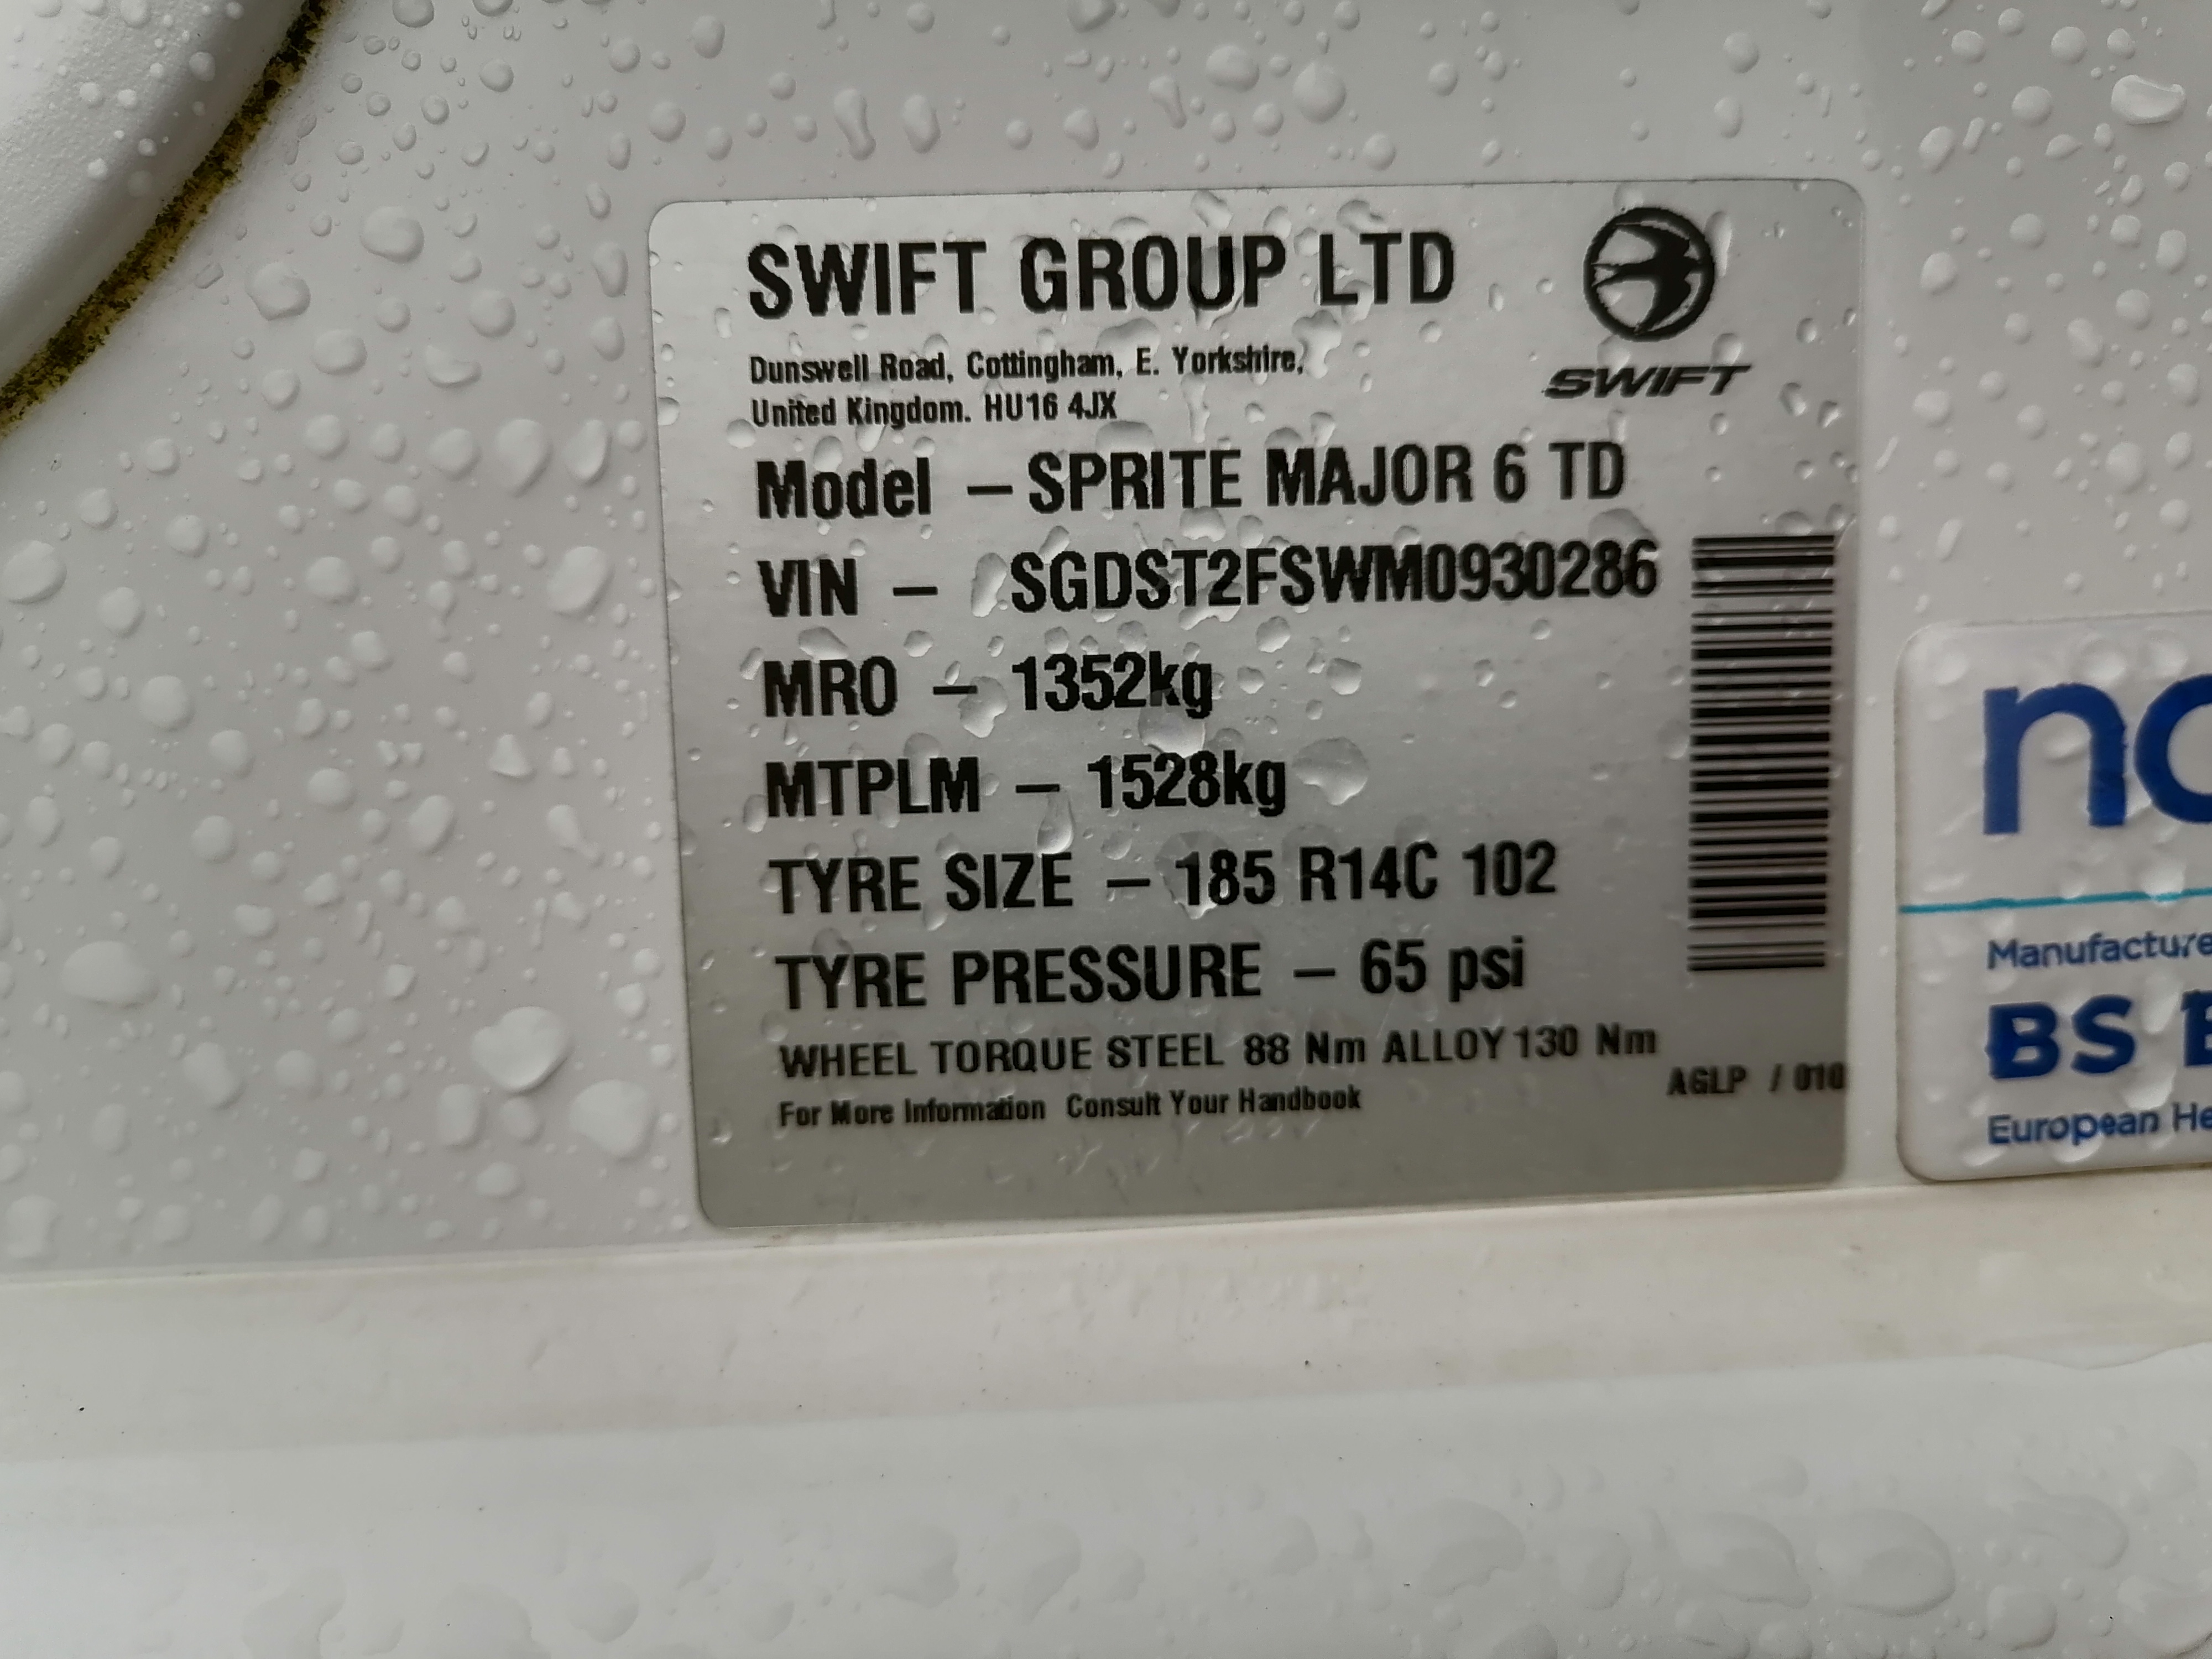 SWIFT GROUP LTD
SWIFT
Dunswell Road, Cottingham, E. Yorkshire,
United Kingdom. HU16 4JX
Model – SPRITE MAJOR 6 TD
VIN – SGDST2FSWM0930286
MRO – 1352kg
MTPLM – 1528kg
TYRE SIZE – 185 R14C 102
TYRE PRESSURE – 65 psi
WHEEL TORQUE STEEL 88 Nm ALLOY 130 Nm
AGLP / 010
For More Information Consult Your Handbook
nc
Manufacture
BS E
European He